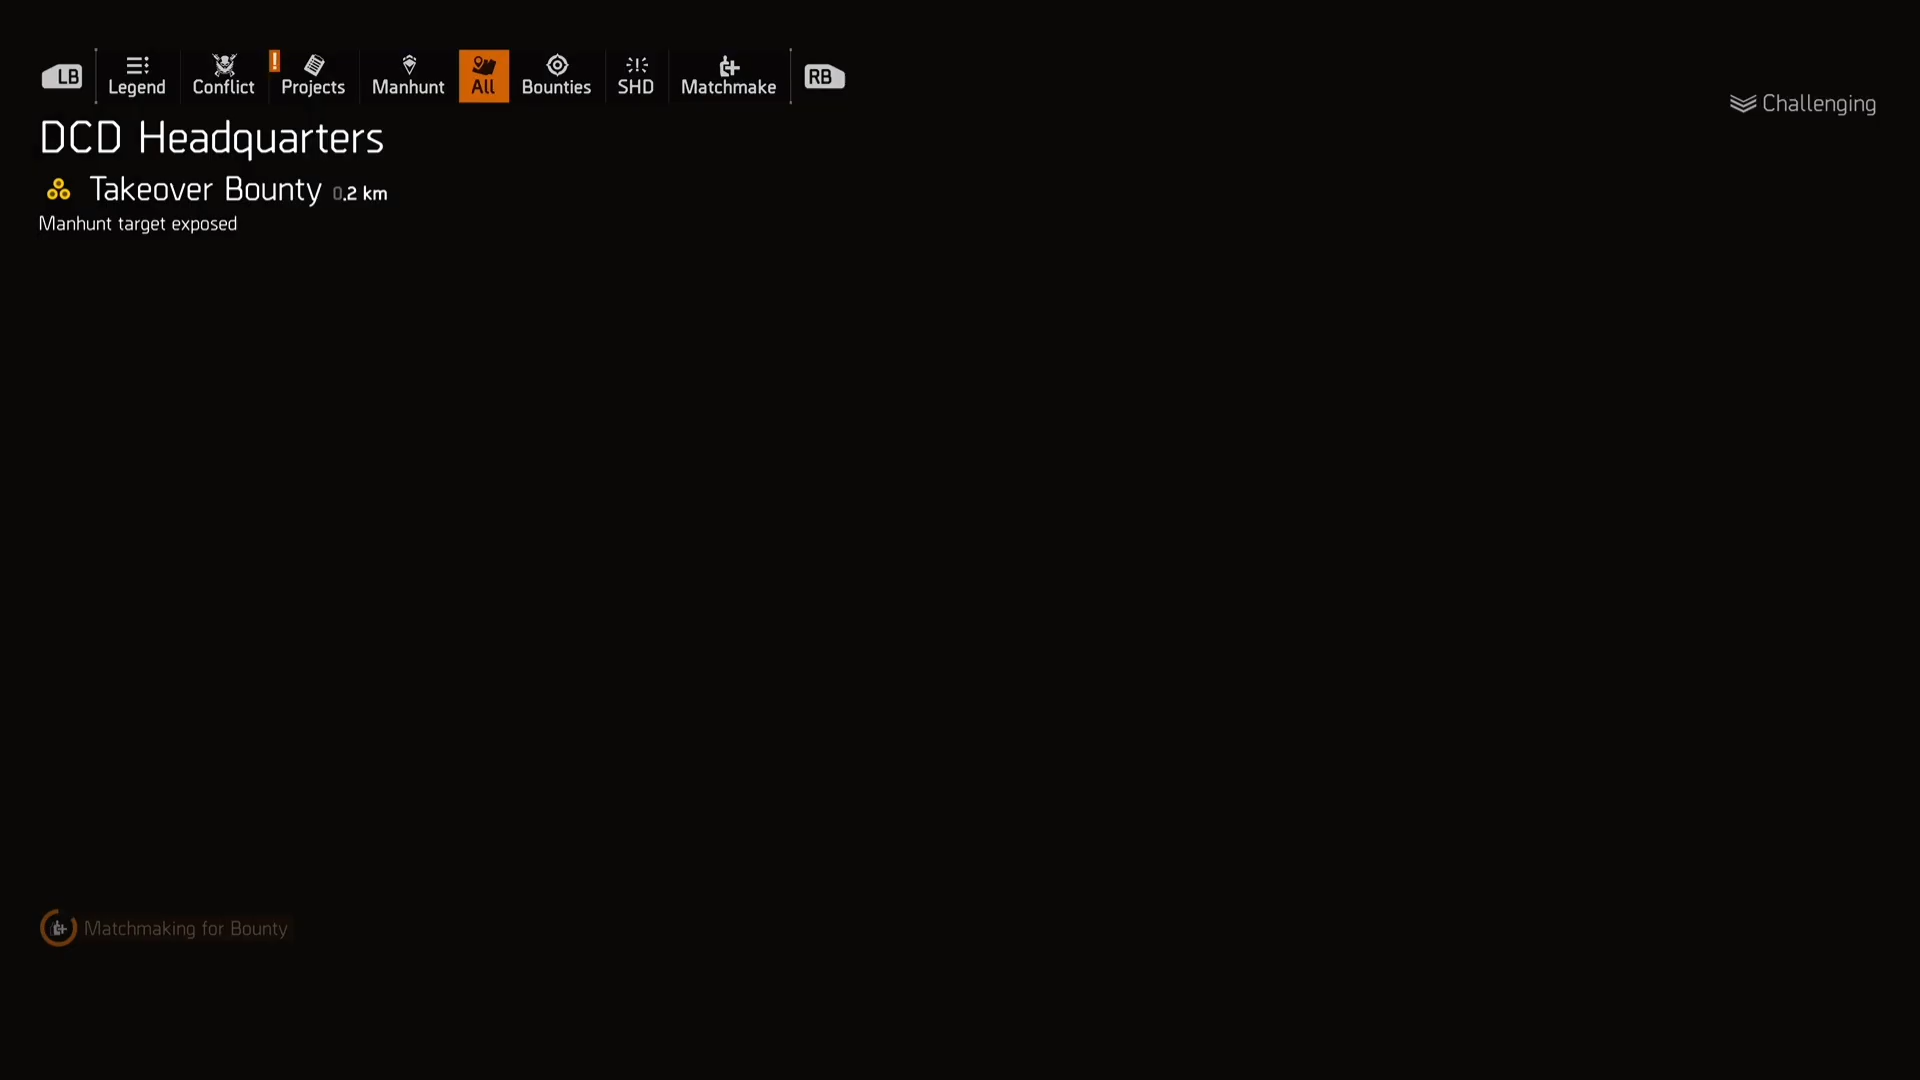 LB Legend Conflict ! Projects Manhunt All Bounties SHD Matchmake RB
Challenging
DCD Headquarters
Takeover Bounty 0.2 km
Manhunt target exposed
Matchmaking for Bounty